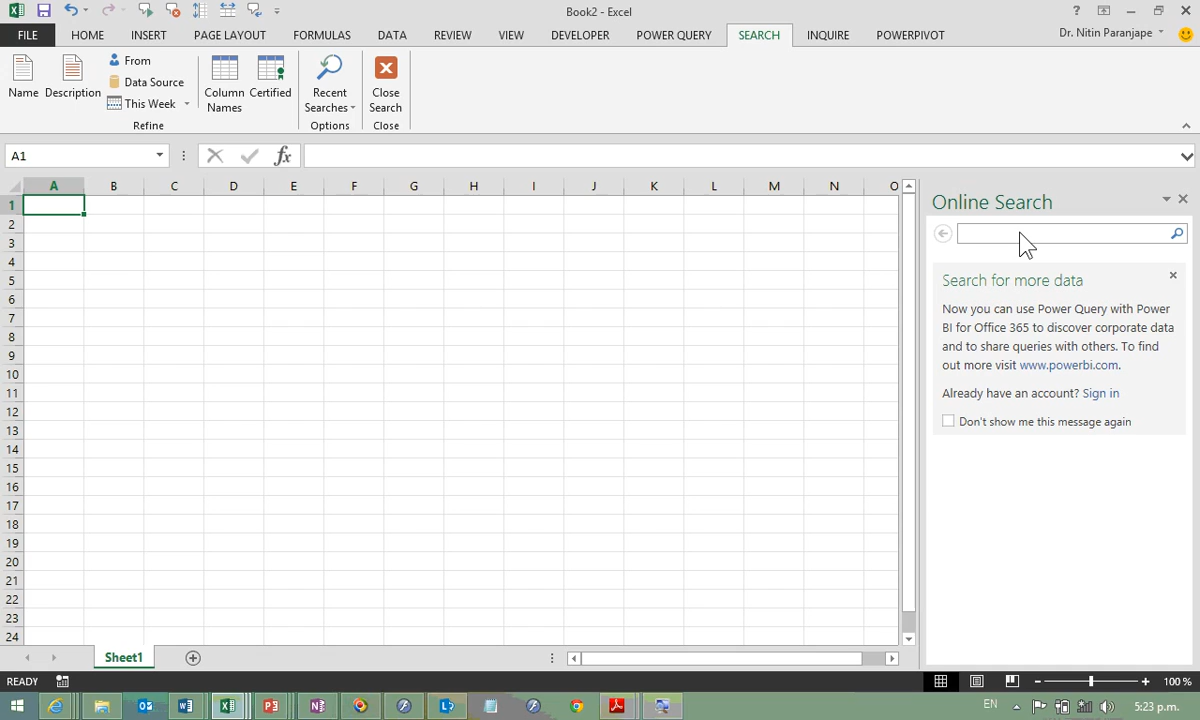 Book2 - Excel
?
FILE HOME INSERT PAGE LAYOUT FORMULAS DATA REVIEW VIEW DEVELOPER POWER QUERY SEARCH INQUIRE POWERPIVOT
Dr. Nitin Paranjape
Name
Description
From
Data Source
This Week
Refine
Column
Names
Certified
Recent
Searches
Options
Close
Search
Close
A1
fx
A B C D E F G H I J K L M N O
1
2
3
4
5
6
7
8
9
10
11
12
13
14
15
16
17
18
19
20
21
22
23
24
Online Search
Search for more data
Now you can use Power Query with Power
BI for Office 365 to discover corporate data
and to share queries with others. To find
out more visit www.powerbi.com.
Already have an account? Sign in
Don't show me this message again
Sheet1
READY
100 %
EN
5:23 p.m.